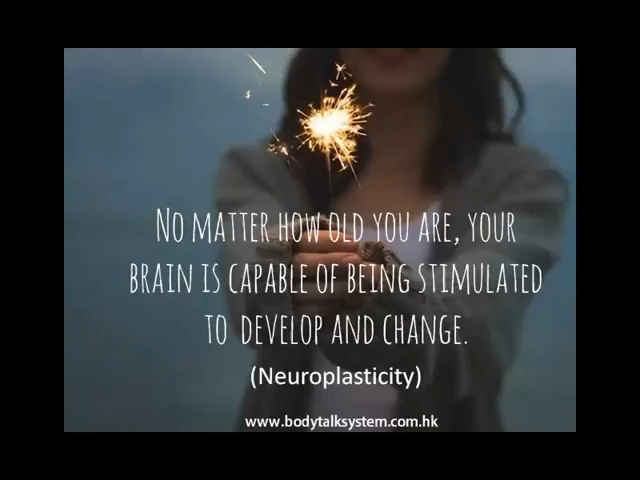 No matter how old you are, your
brain is capable of being stimulated
to develop and change.
(Neuroplasticity)
www.bodytalksystem.com.hk